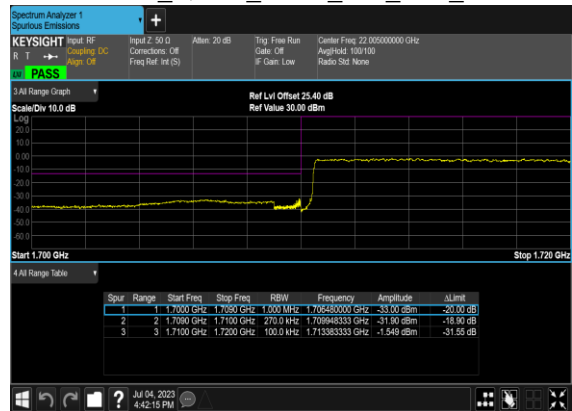 Spectrum Analyzer 1
Spurious Emissions
+
KEYSIGHT Input: RF Input Z: 50 Ω Atten: 20 dB Trig: Free Run Center Freq: 22.005000000 GHz
R T Coupling: DC Corrections: Off Gate: Off Avg|Hold: 100/100
Align: Off Freq Ref: Int (S) IF Gain: Low Radio Std: None
PASS
3 All Range Graph
Ref Lvl Offset 25.40 dB
Scale/Div 10.0 dB Ref Value 30.00 dBm
Log
20.0
10.0
0.00
-10.0
-20.0
-30.0
-40.0
-50.0
-60.0
Start 1.700 GHz Stop 1.720 GHz
4 All Range Table
Spur Range Start Freq Stop Freq RBW Frequency Amplitude ΔLimit
1 1 1.7000 GHz 1.7090 GHz 1.000 MHz 1.706480000 GHz -33.00 dBm -20.00 dB
2 2 1.7090 GHz 1.7100 GHz 270.0 kHz 1.709948333 GHz -31.90 dBm -18.90 dB
3 3 1.7100 GHz 1.7200 GHz 100.0 kHz 1.713383333 GHz -1.549 dBm -31.55 dB
? Jul 04, 2023
4:42:15 PM